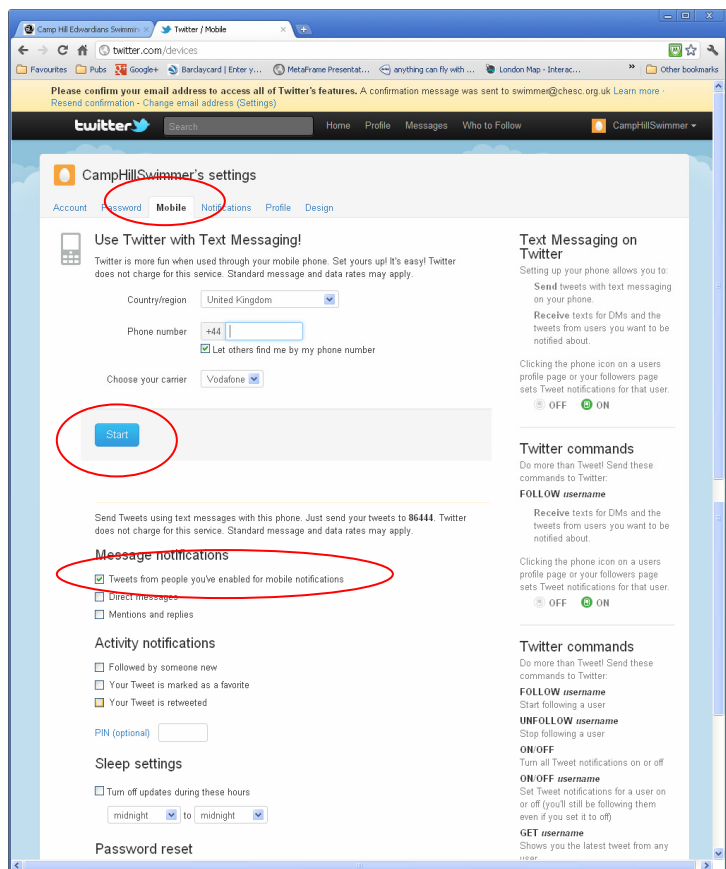 Camp Hill Edwardians Swimmin
Twitter / Mobile
twitter.com/devices
Favourites
Pubs
Google+
Barclaycard | Enter y...
MetaFrame Presentat...
anything can fly with ...
London Map - Interac...
»
Other bookmarks
Please confirm your email address to access all of Twitter's features. A confirmation message was sent to swimmer@chesc.org.uk Learn more ·
Resend confirmation - Change email address (Settings)
twitter
Search
Home
Profile
Messages
Who to Follow
CampHillSwimmer
CampHillSwimmer's settings
Account
Password
Mobile
Notifications
Profile
Design
Use Twitter with Text Messaging!
Twitter is more fun when used through your mobile phone. Set yours up! It's easy! Twitter
does not charge for this service. Standard message and data rates may apply.
Country/region
United Kingdom
Phone number
+44
Let others find me by my phone number
Choose your carrier
Vodafone
Start
Send Tweets using text messages with this phone. Just send your tweets to 86444. Twitter
does not charge for this service. Standard message and data rates may apply.
Message notifications
Tweets from people you've enabled for mobile notifications
Direct messages
Mentions and replies
Activity notifications
Followed by someone new
Your Tweet is marked as a favorite
Your Tweet is retweeted
PIN (optional)
Sleep settings
Turn off updates during these hours
midnight to midnight
Password reset
Text Messaging on
Twitter
Setting up your phone allows you to:
Send tweets with text messaging
on your phone.
Receive texts for DMs and the
tweets from users you want to be
notified about.
Clicking the phone icon on a users
profile page or your followers page
sets Tweet notifications for that user.
OFF ON
Twitter commands
Do more than Tweet! Send these
commands to Twitter:
FOLLOW username
Receive texts for DMs and the
tweets from users you want to be
notified about.
Clicking the phone icon on a users
profile page or your followers page
sets Tweet notifications for that user.
OFF ON
Twitter commands
Do more than Tweet! Send these
commands to Twitter:
FOLLOW username
Start following a user
UNFOLLOW username
Stop following a user
ON/OFF
Turn all Tweet notifications on or off
ON/OFF username
Set Tweet notifications for a user on
or off (you'll still be following them
even if you set it to off)
GET username
Shows you the latest tweet from any
user